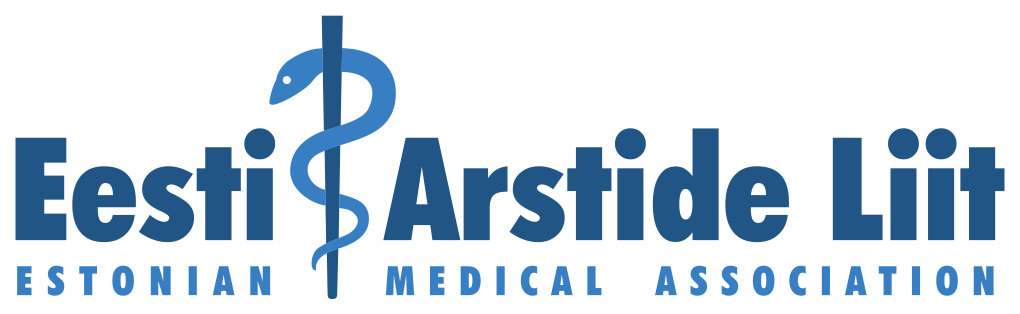 Eesti Arstide Liit
ESTONIAN MEDICAL ASSOCIATION